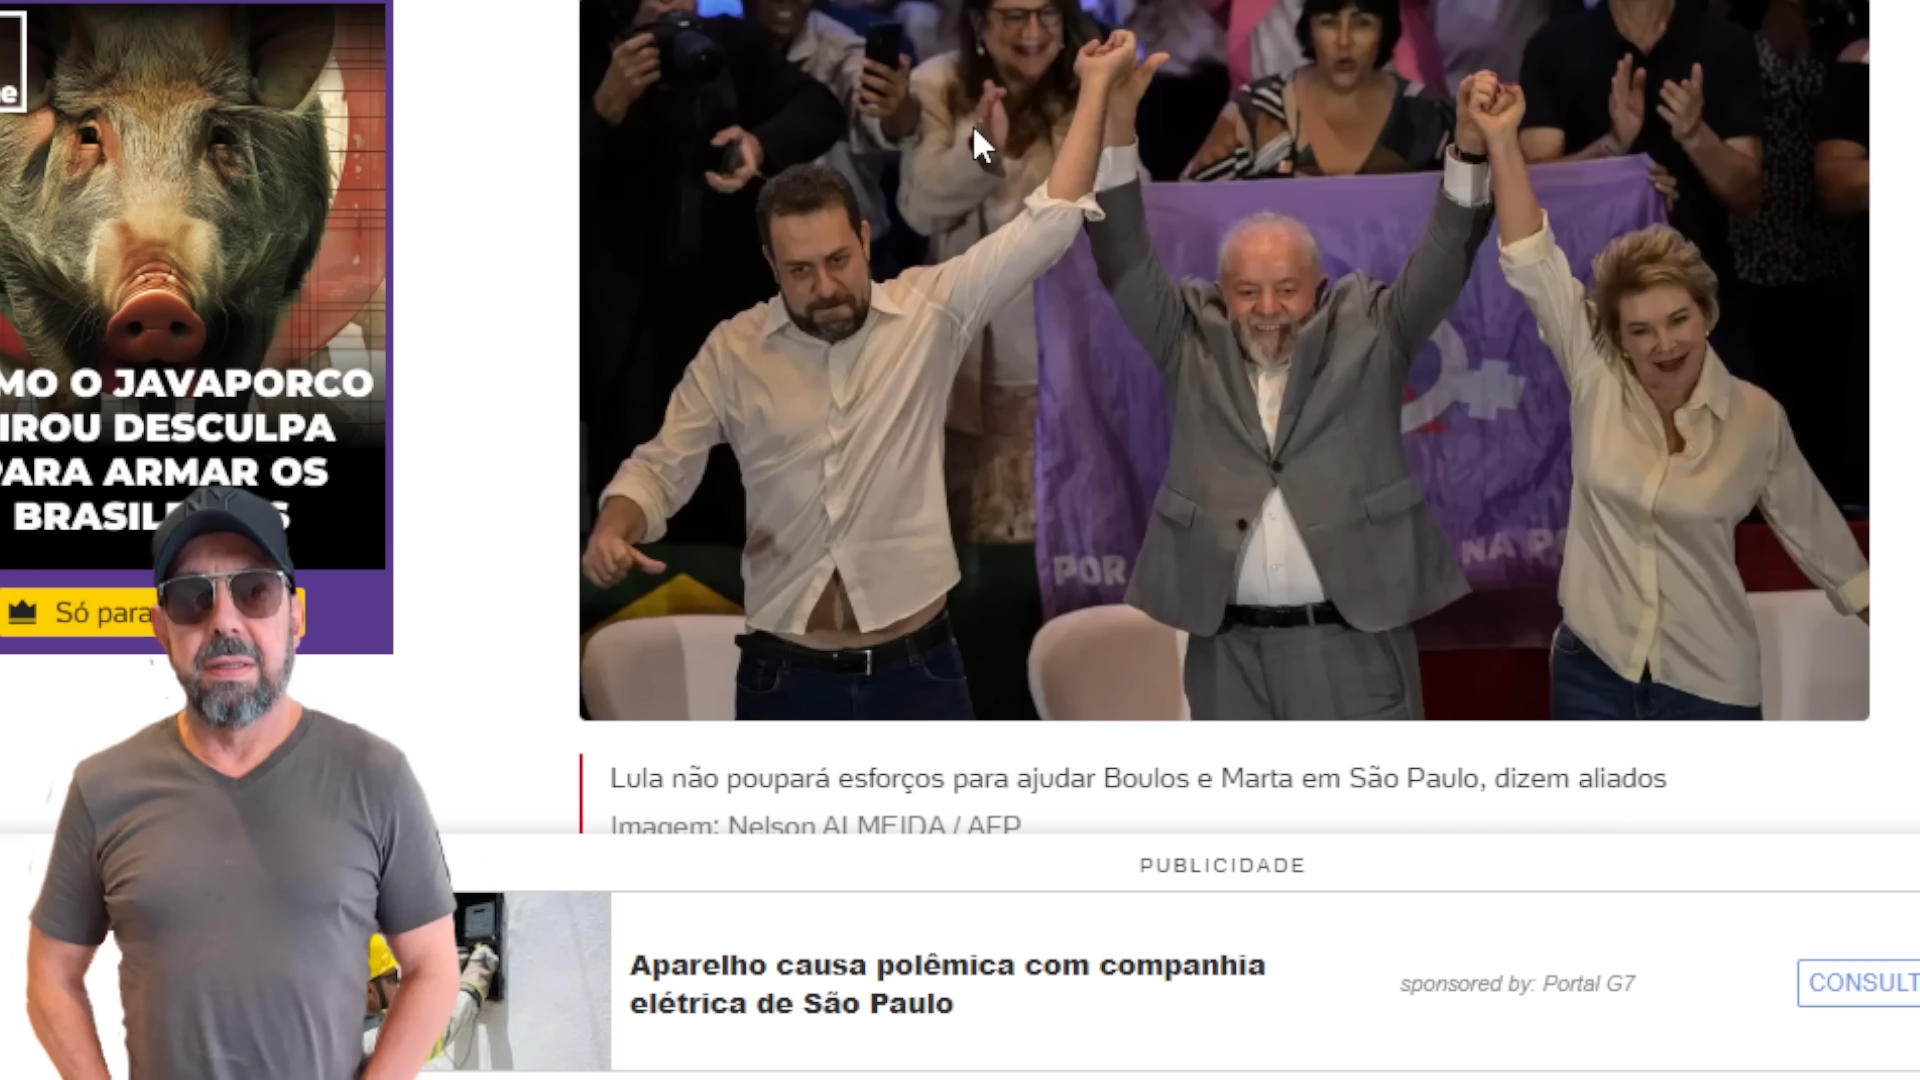 e
MO O JAVAPORCO
IROU DESCULPA
PARA ARMAR OS
BRASIL S
Só para
POR
NA P
Lula não poupará esforços para ajudar Boulos e Marta em São Paulo, dizem aliados
Imagem: Nelson ALMEIDA / AFP
PUBLICIDADE
Aparelho causa polêmica com companhia
elétrica de São Paulo
sponsored by: Portal G7
CONSULT